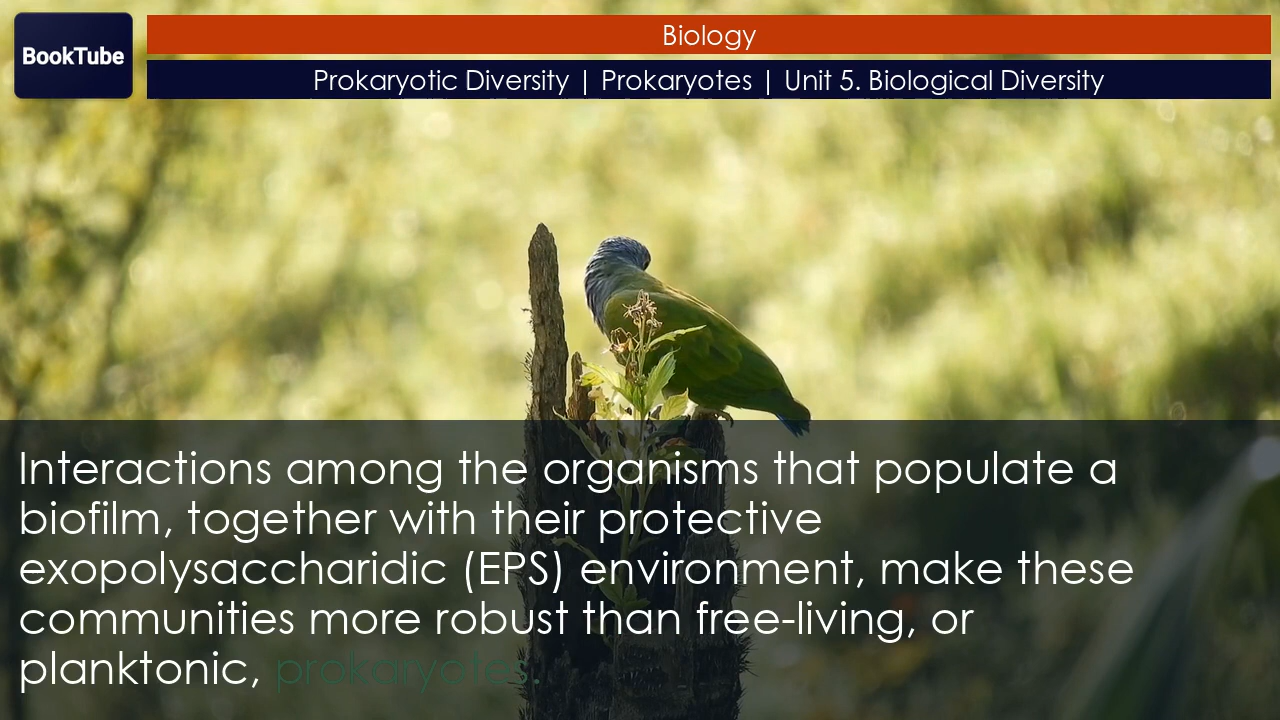 BookTube
Biology
Prokaryotic Diversity | Prokaryotes | Unit 5. Biological Diversity
Interactions among the organisms that populate a
biofilm, together with their protective
exopolysaccharidic (EPS) environment, make these
communities more robust than free-living, or
planktonic, prokaryotes.